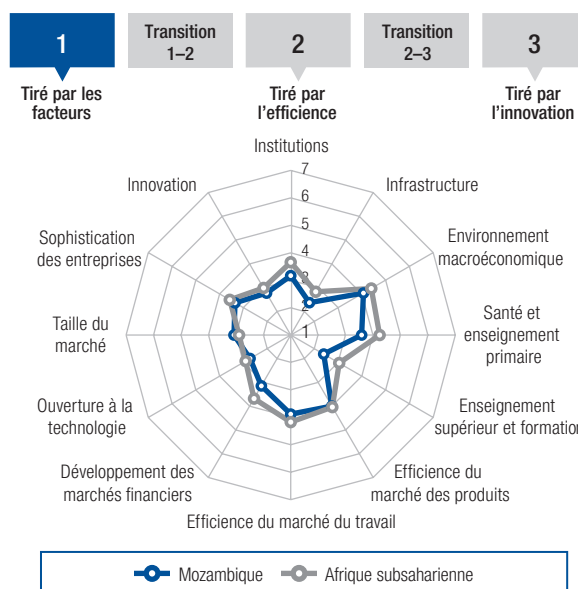 1
Transition
1–2
2
Transition
2–3
3
Tiré par les
facteurs
Tiré par
l'efficience
Tiré par
l'innovation
Institutions
7
6
5
4
3
2
1
Infrastructure
Environnement
macroéconomique
Santé et
enseignement
primaire
Enseignement
supérieur et formation
Efficience du
marché des produits
Efficience du marché du travail
Développement des
marchés financiers
Ouverture à la
technologie
Taille du
marché
Sophistication
des entreprises
Innovation
Mozambique
Afrique subsaharienne